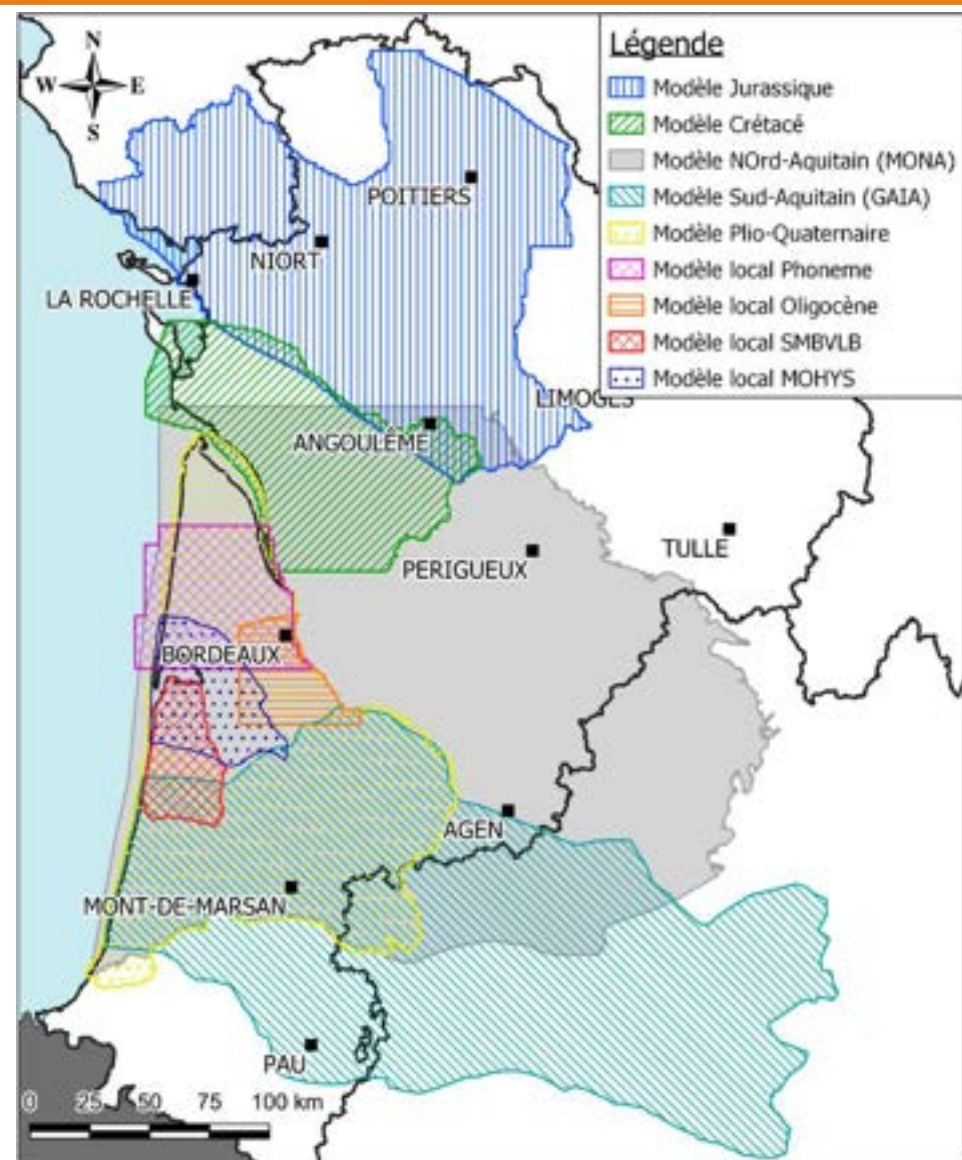 N
W E
S
Légende
Modèle Jurassique
Modèle Crétacé
Modèle NOrd-Aquitain (MONA)
Modèle Sud-Aquitain (GAIA)
Modèle Plio-Quaternaire
Modèle local Phoneme
Modèle local Oligocène
Modèle local SMBVLB
Modèle local MOHYS
POITIERS
NIORT
LA ROCHELLE
LIMOGES
ANGOULÊME
TULLE
PERIGUEUX
BORDEAUX
AGEN
MONT-DE-MARSAN
PAU
0 25 50 75 100 km